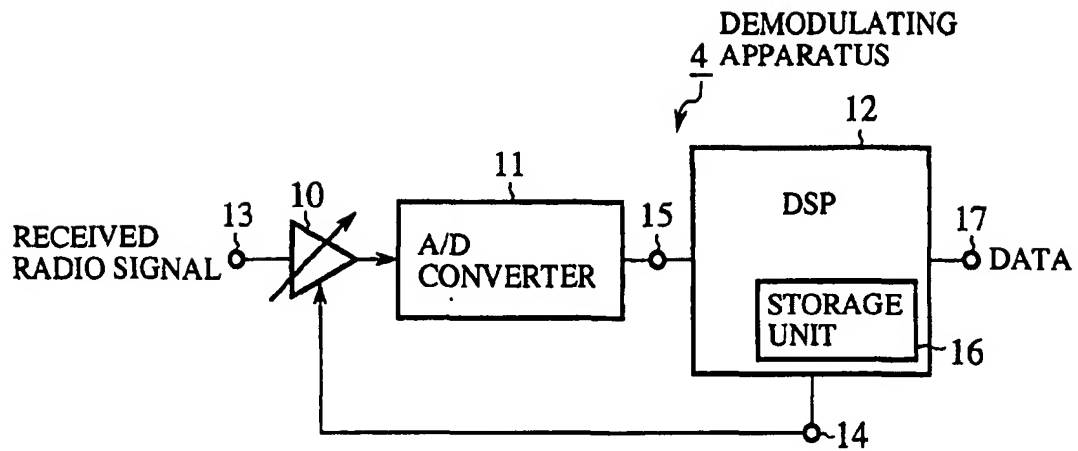 DEMODULATING
APPARATUS
4
12
11
10
13
15
17
DSP
RECEIVED
RADIO SIGNAL
A/D
CONVERTER
DATA
STORAGE
UNIT
16
14